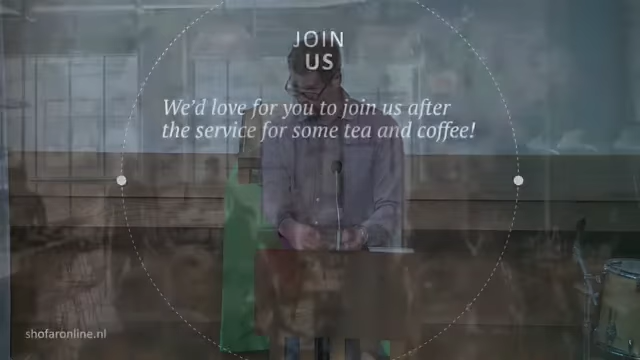 JOIN
US
We'd love for you to join us after
the service for some tea and coffee!
shofaronline.nl